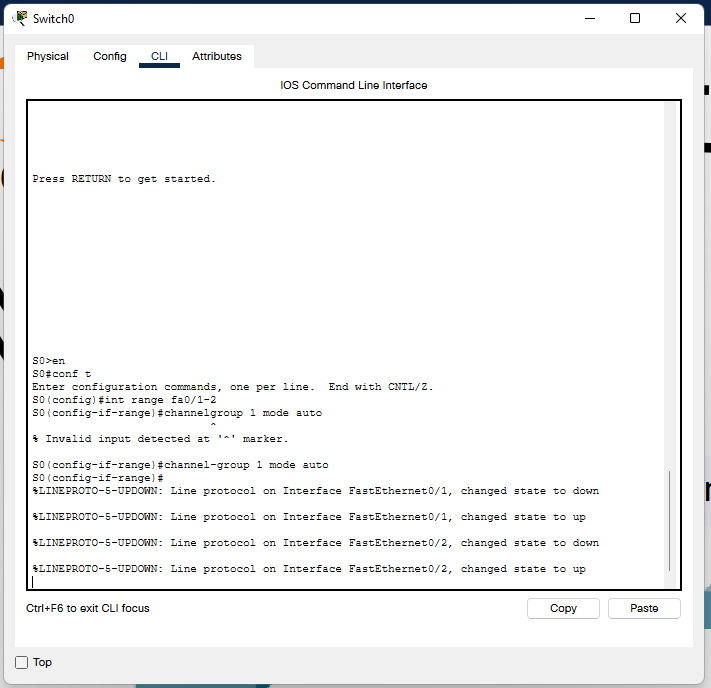 Switch0
Physical Config CLI Attributes
IOS Command Line Interface
Press RETURN to get started.
S0>en
S0#conf t
Enter configuration commands, one per line.  End with CNTL/Z.
S0(config)#int range fa0/1-2
S0(config-if-range)#channelgroup 1 mode auto
^
% Invalid input detected at '^' marker.
S0(config-if-range)#channel-group 1 mode auto
S0(config-if-range)#
%LINEPROTO-5-UPDOWN: Line protocol on Interface FastEthernet0/1, changed state to down
%LINEPROTO-5-UPDOWN: Line protocol on Interface FastEthernet0/1, changed state to up
%LINEPROTO-5-UPDOWN: Line protocol on Interface FastEthernet0/2, changed state to down
%LINEPROTO-5-UPDOWN: Line protocol on Interface FastEthernet0/2, changed state to up
Ctrl+F6 to exit CLI focus
Copy Paste
Top